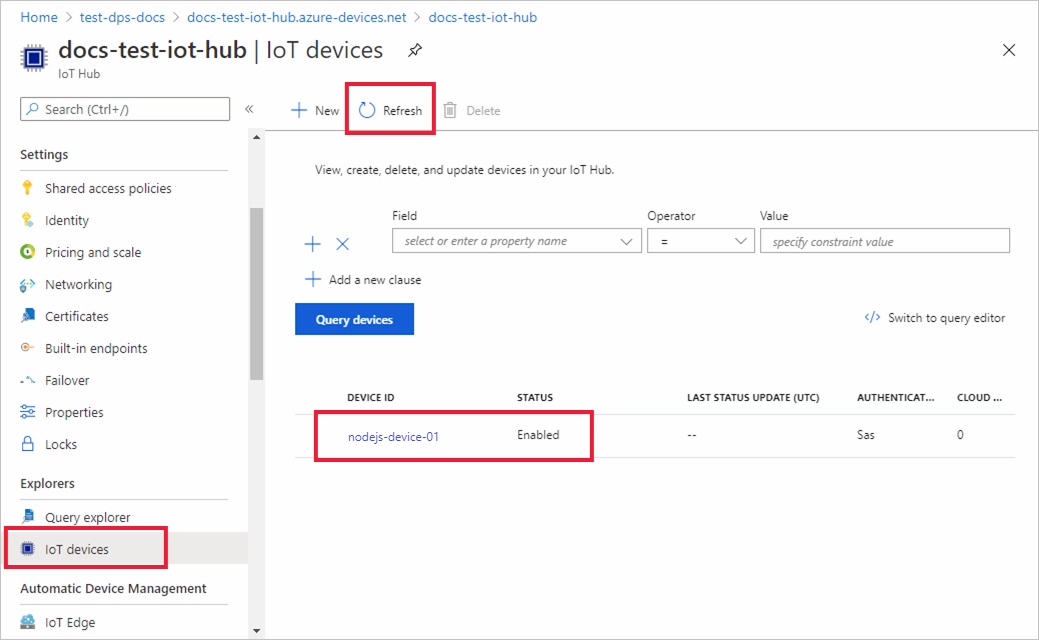 Home > test-dps-docs > docs-test-iot-hub.azure-devices.net > docs-test-iot-hub
docs-test-iot-hub | IoT devices
IoT Hub
Search (Ctrl+/)
«
New
Refresh
Delete
Settings
Shared access policies
Identity
Pricing and scale
Networking
Certificates
Built-in endpoints
Failover
Properties
Locks
Explorers
Query explorer
IoT devices
Automatic Device Management
IoT Edge
View, create, delete, and update devices in your IoT Hub.
Field Operator Value
select or enter a property name = specify constraint value
Add a new clause
Query devices
</> Switch to query editor
DEVICE ID STATUS LAST STATUS UPDATE (UTC) AUTHENTICAT... CLOUD ...
nodejs-device-01 Enabled -- Sas 0